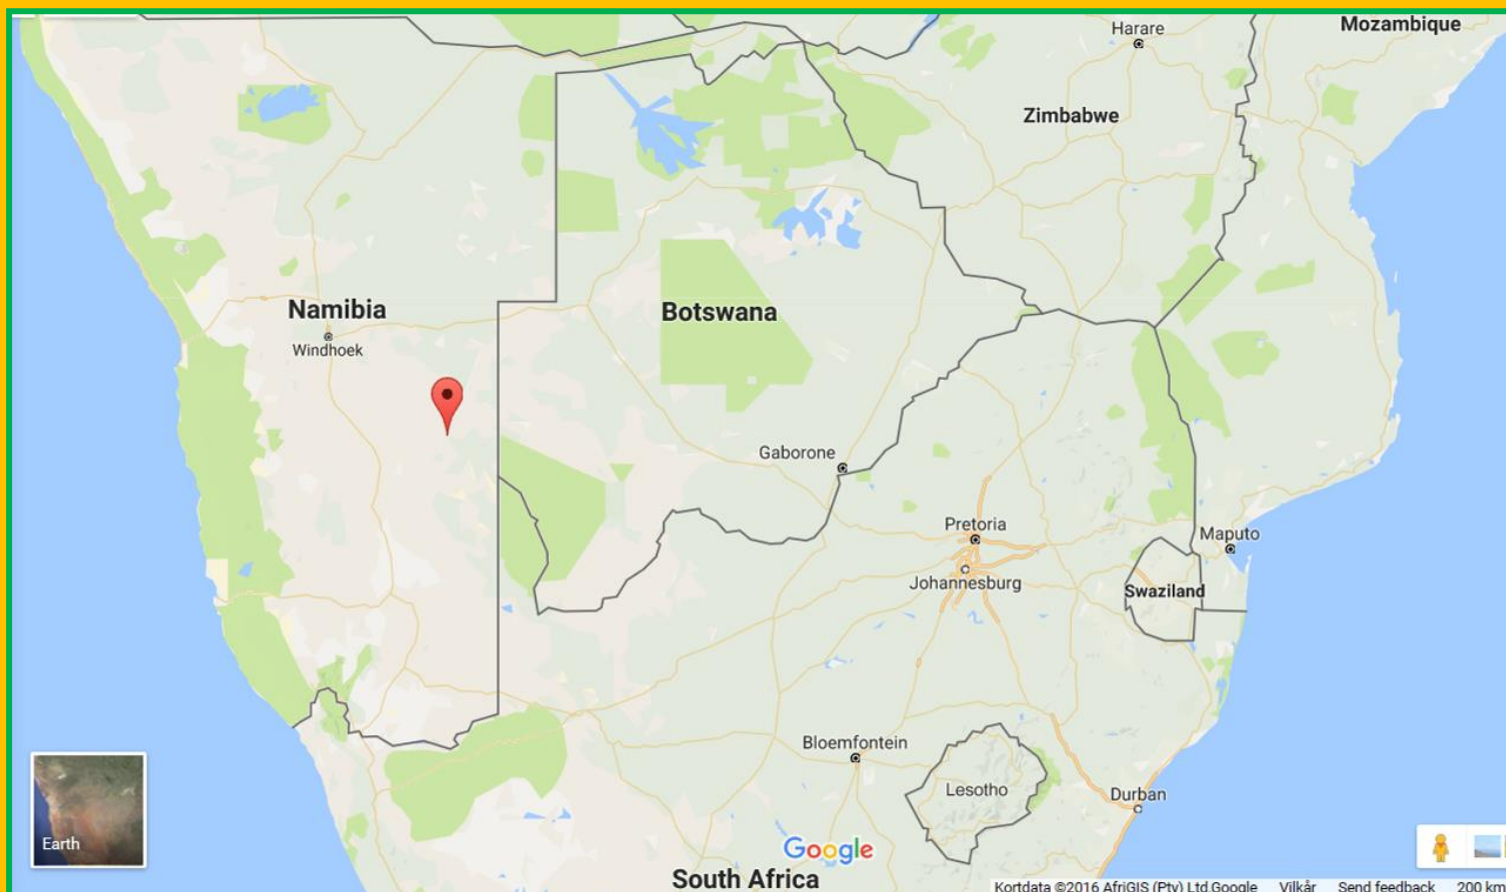 Harare
Mozambique
Zimbabwe
Namibia
Botswana
Windhoek
Gaborone
Pretoria
Maputo
Johannesburg
Swaziland
Bloemfontein
Lesotho
Durban
Earth
Google
South Africa
Kortdata ©2016 AfriGIS (Pty) Ltd,Google Vilkår Send feedback 200 km